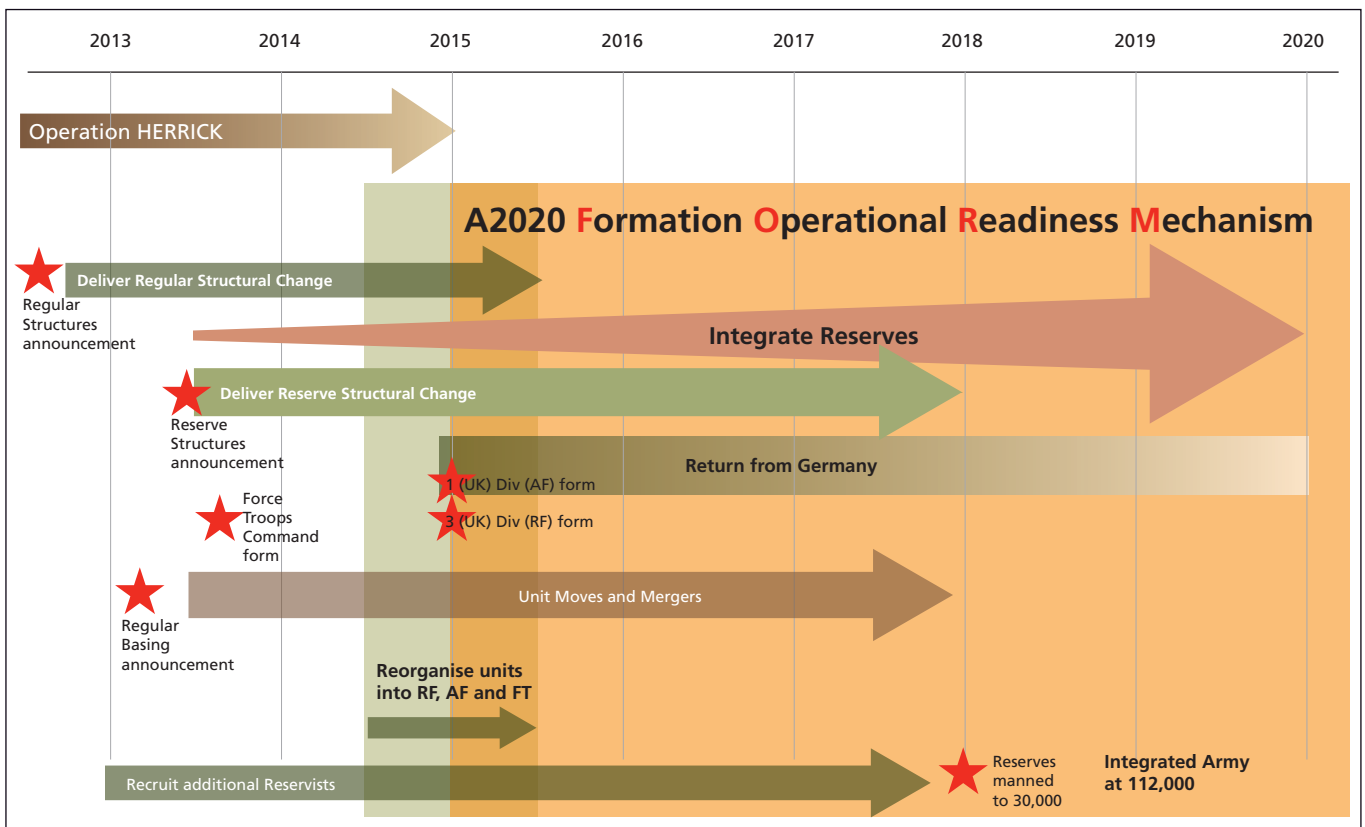 2013 2014 2015 2016 2017 2018 2019 2020
Operation HERRICK
A2020 Formation Operational Readiness Mechanism
Deliver Regular Structural Change
Regular
Structures
announcement
Integrate Reserves
Deliver Reserve Structural Change
Reserve
Structures
announcement
Return from Germany
1 (UK) Div (AF) form
3 (UK) Div (RF) form
Force
Troops
Command
form
Unit Moves and Mergers
Regular
Basing
announcement
Reorganise units
into RF, AF and FT
Recruit additional Reservists
Reserves
manned
to 30,000
Integrated Army
at 112,000